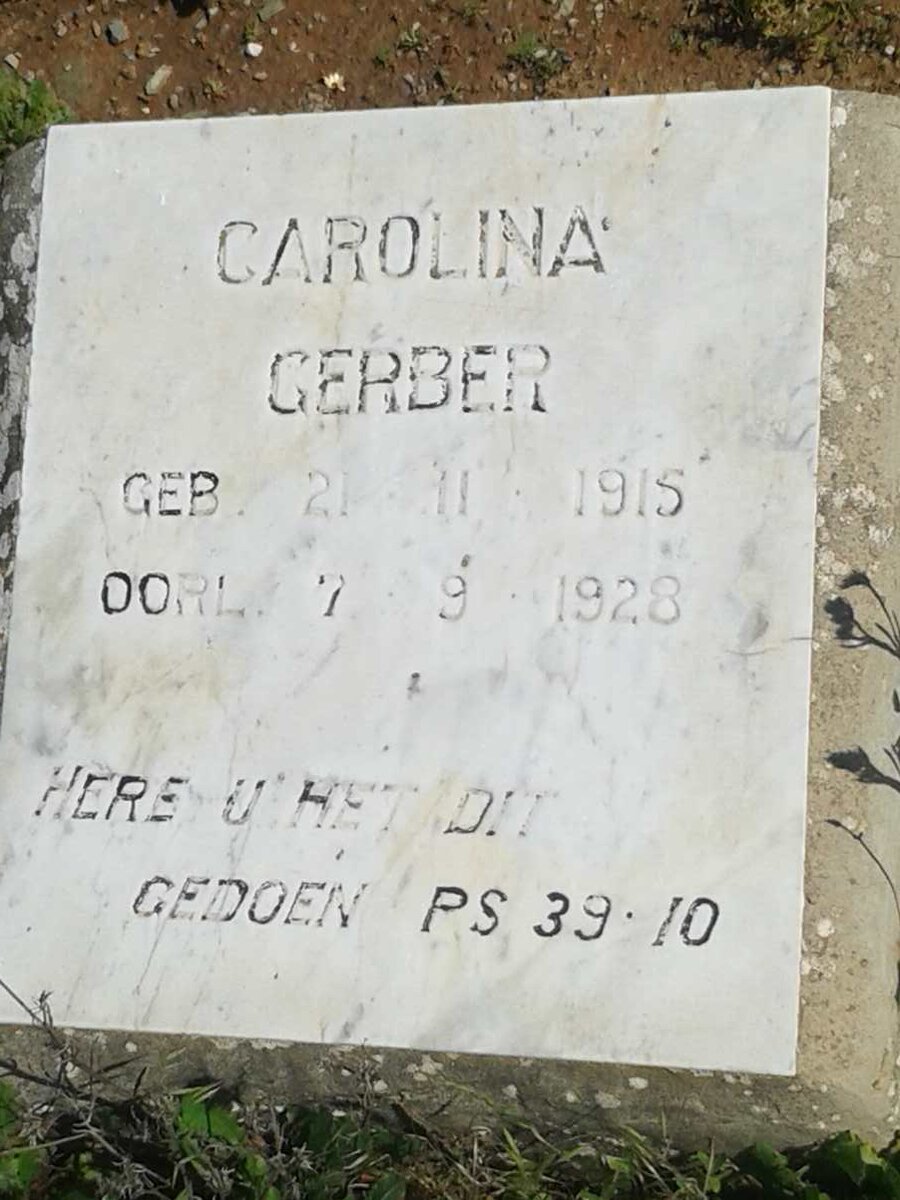 CAROLINA
GERBER
GEB. 21 · 11 · 1915
OORL. 7 · 9 · 1928
HERE U HET DIT
GEDOEN PS 39·10